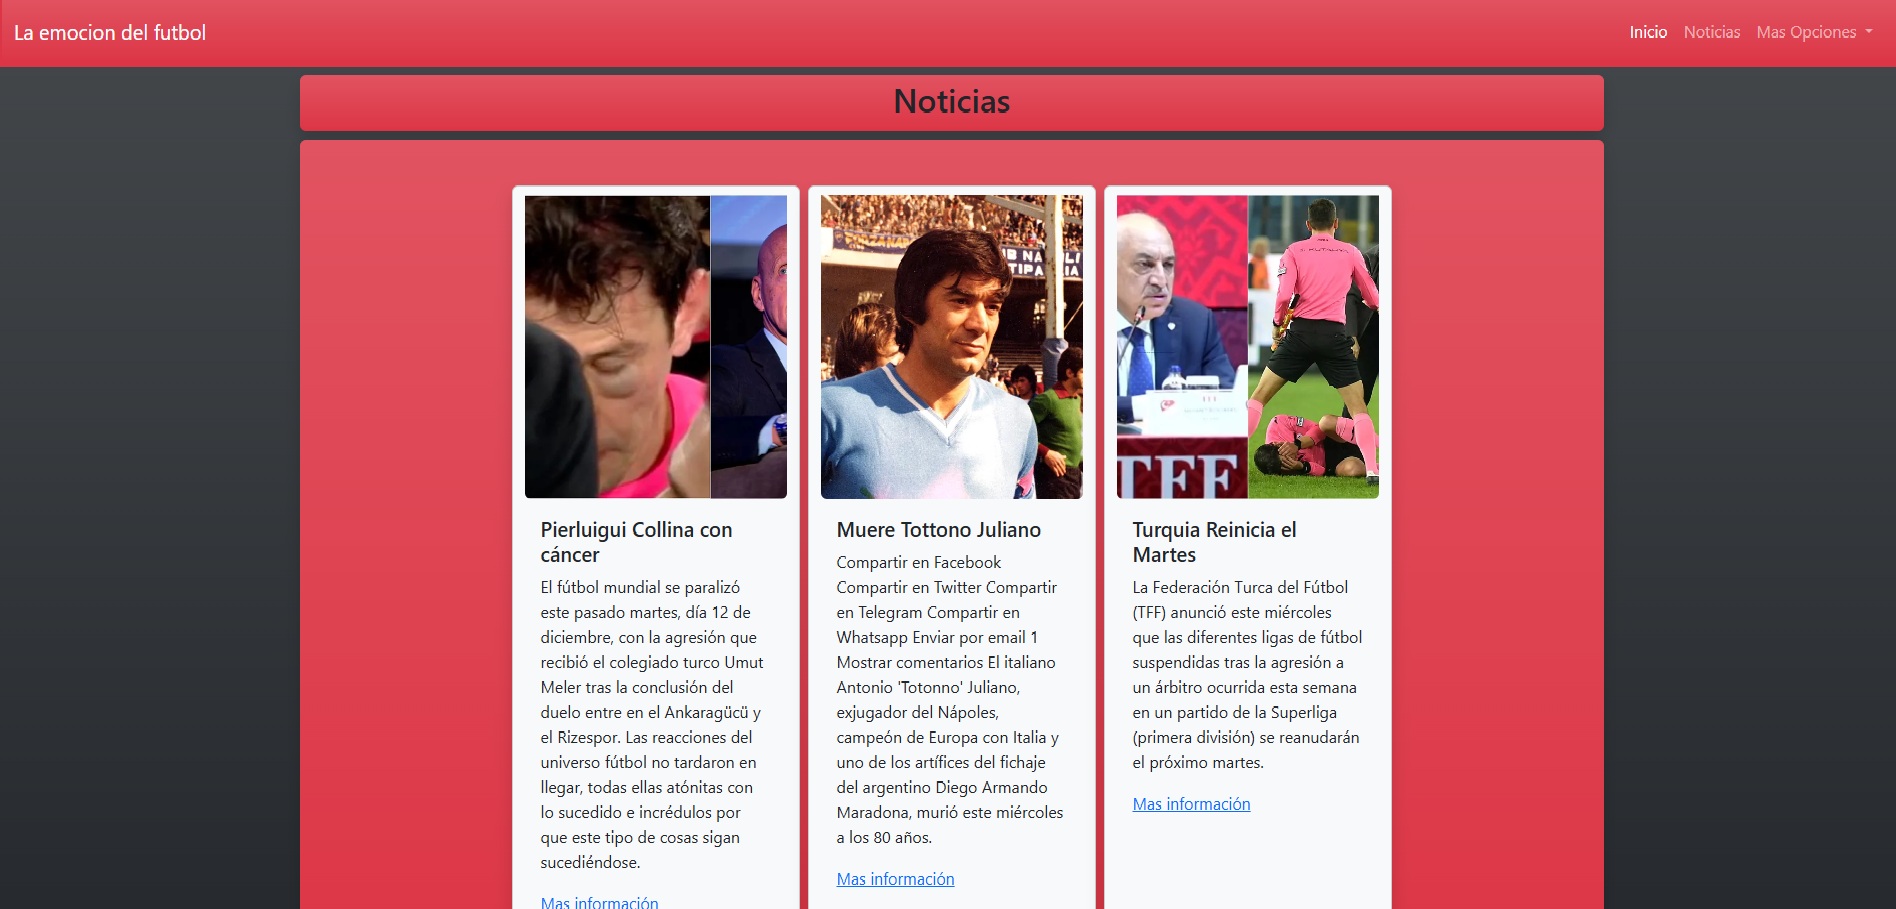 La emocion del futbol
Inicio
Noticias
Mas Opciones
Noticias
TFF
Pierluigui Collina con
cáncer
El fútbol mundial se paralizó
este pasado martes, día 12 de
diciembre, con la agresión que
recibió el colegiado turco Umut
Meler tras la conclusión del
duelo entre en el Ankaragücü y
el Rizespor. Las reacciones del
universo fútbol no tardaron en
llegar, todas ellas atónitas con
lo sucedido e incrédulos por
que este tipo de cosas sigan
sucediéndose.
Mas información
Muere Tottono Juliano
Compartir en Facebook
Compartir en Twitter Compartir
en Telegram Compartir en
Whatsapp Enviar por email 1
Mostrar comentarios El italiano
Antonio 'Totonno' Juliano,
exjugador del Nápoles,
campeón de Europa con Italia y
uno de los artífices del fichaje
del argentino Diego Armando
Maradona, murió este miércoles
a los 80 años.
Mas información
Turquia Reinicia el
Martes
La Federación Turca del Fútbol
(TFF) anunció este miércoles
que las diferentes ligas de fútbol
suspendidas tras la agresión a
un árbitro ocurrida esta semana
en un partido de la Superliga
(primera división) se reanudarán
el próximo martes.
Mas información